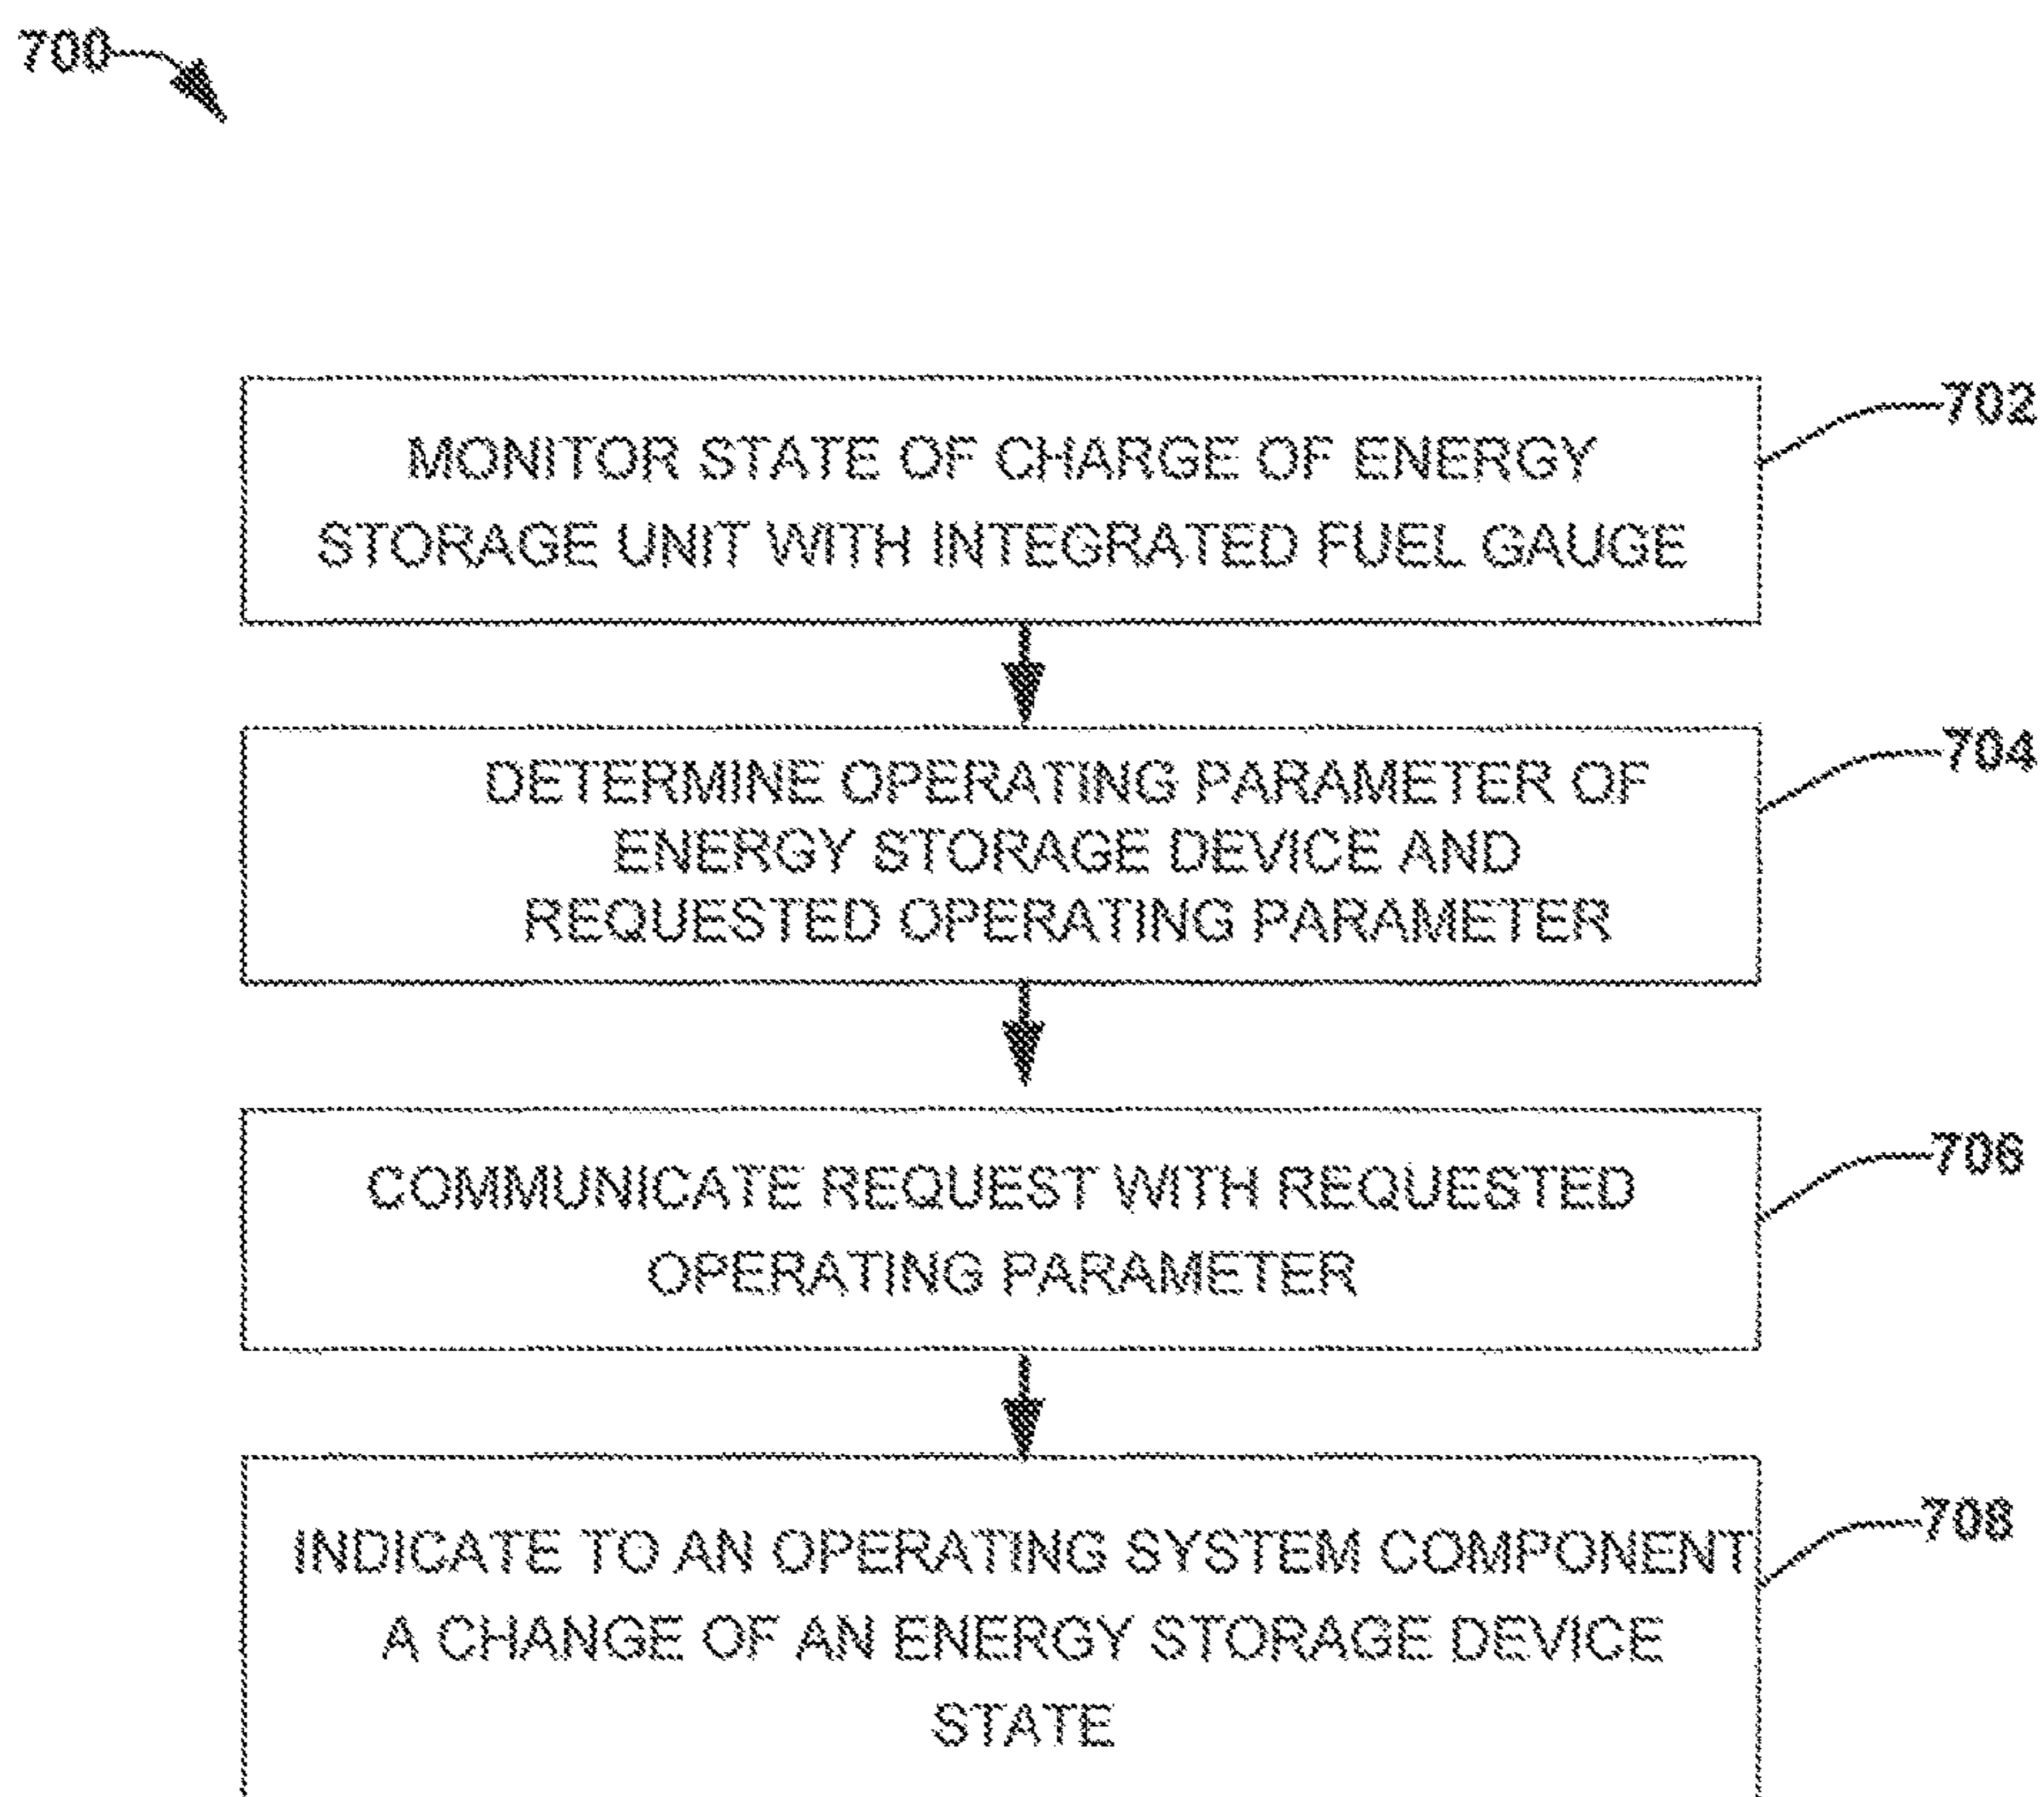 700
MONITOR STATE OF CHARGE OF ENERGY
702
STORAGE UNIT WITH INTEGRATED FUEL GAUGE
DETERMINE OPERATING PARAMETER OF
704
ENERGY STORAGE DEVICE AND
REQUESTED OPERATING PARAMETER
COMMUNICATE REQUEST WITH REQUESTED
706
OPERATING PARAMETER
INDICATE TO AN OPERATING SYSTEM COMPONENT
708
A CHANGE OF AN ENERGY STORAGE DEVICE
STATE